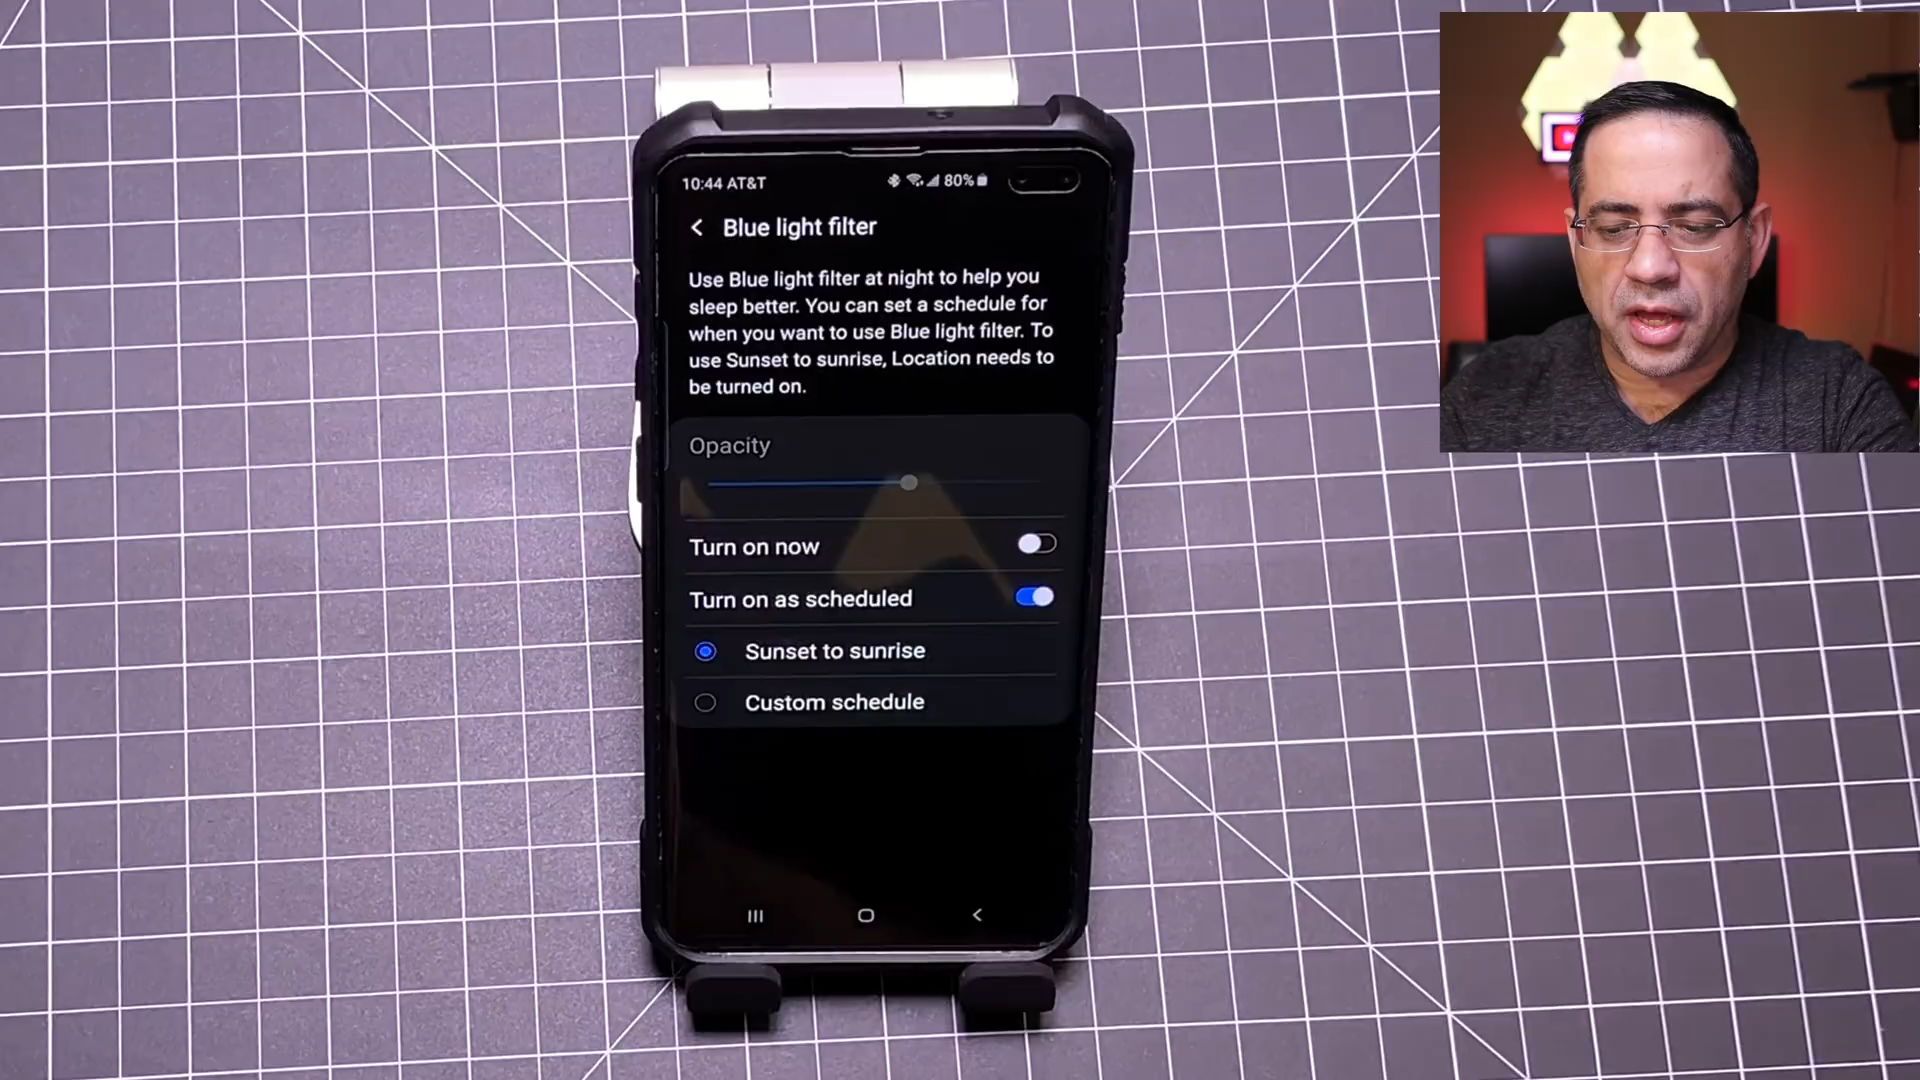 10:44 AT&T 80%
Blue light filter
Use Blue light filter at night to help you
sleep better. You can set a schedule for
when you want to use Blue light filter. To
use Sunset to sunrise, Location needs to
be turned on.
Opacity
Turn on now
Turn on as scheduled
Sunset to sunrise
Custom schedule